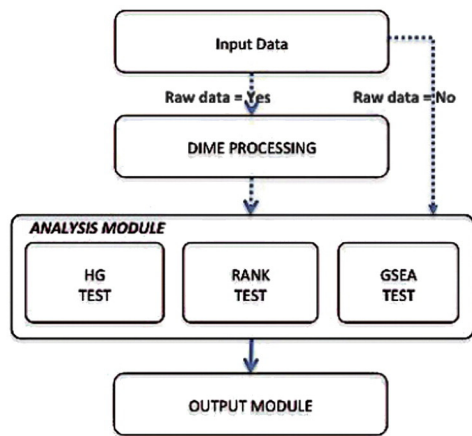 Input Data
Raw data = Yes
Raw data = No
DIME PROCESSING
ANALYSIS MODULE
HG
TEST
RANK
TEST
GSEA
TEST
OUTPUT MODULE